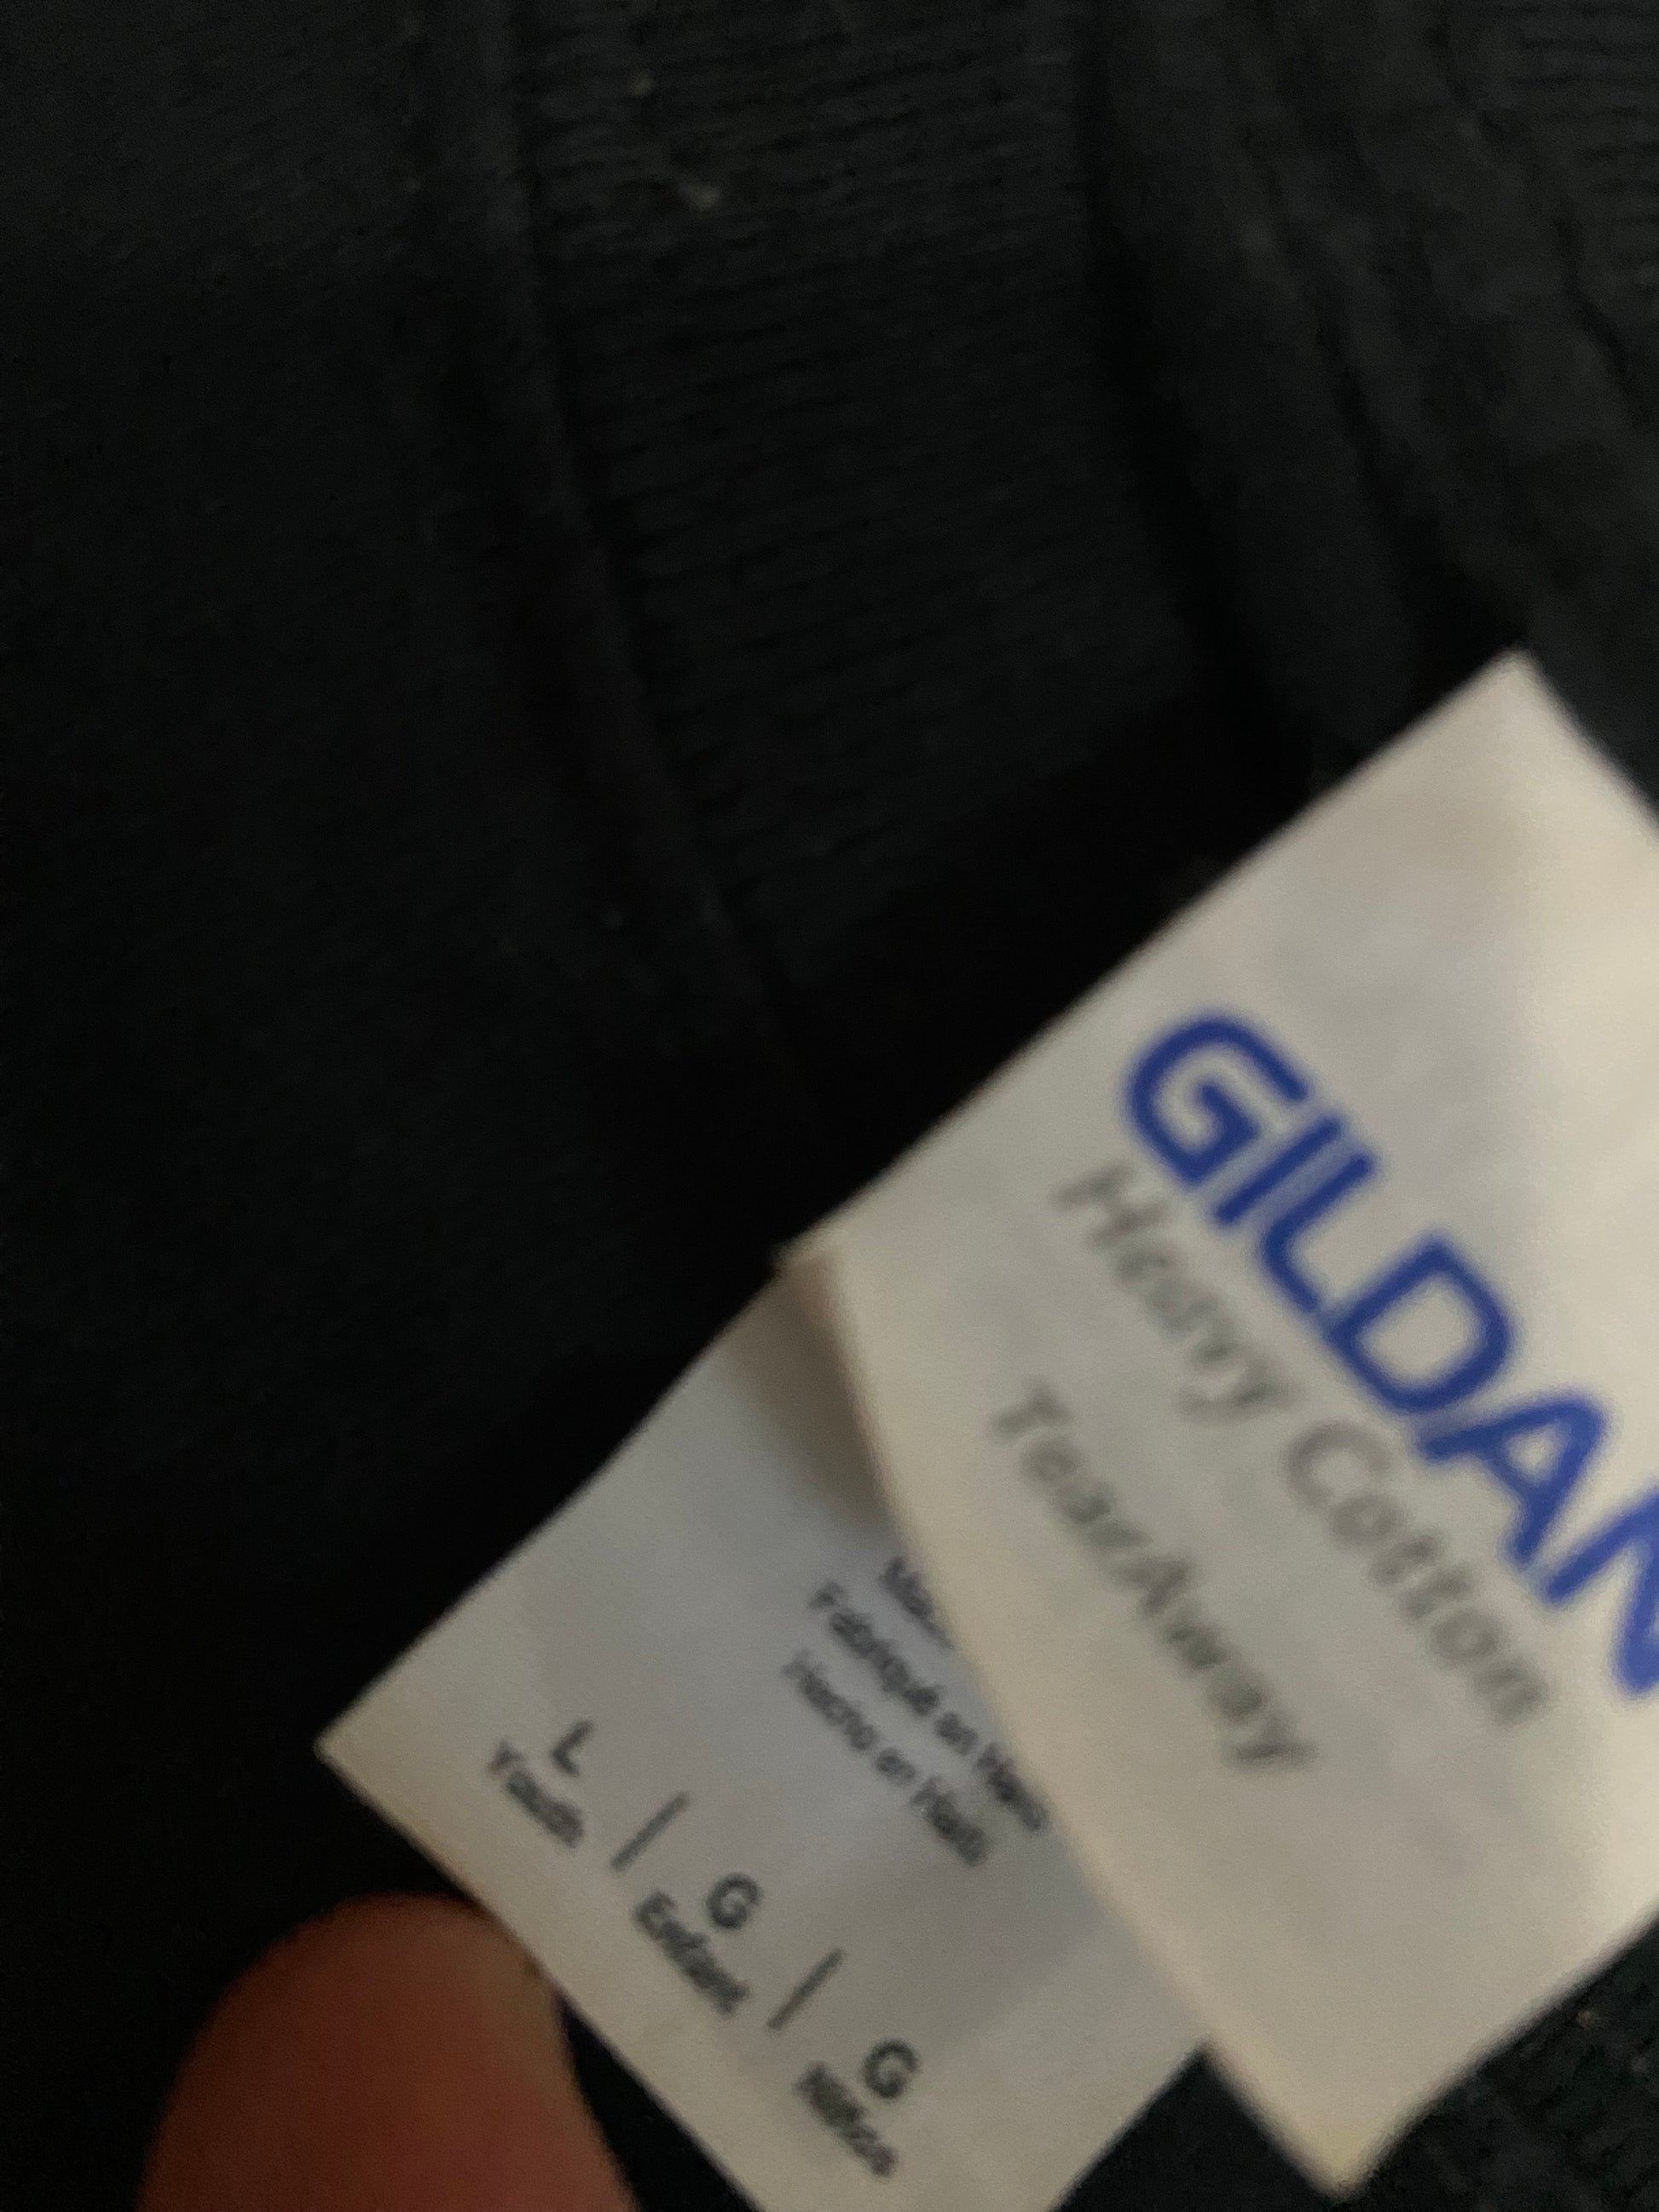 GILDAN
Heavy Cotton
TearAway
Fabriqué en Haïti
Hecho en Haití
L / G / G
Youth Enfant Niños